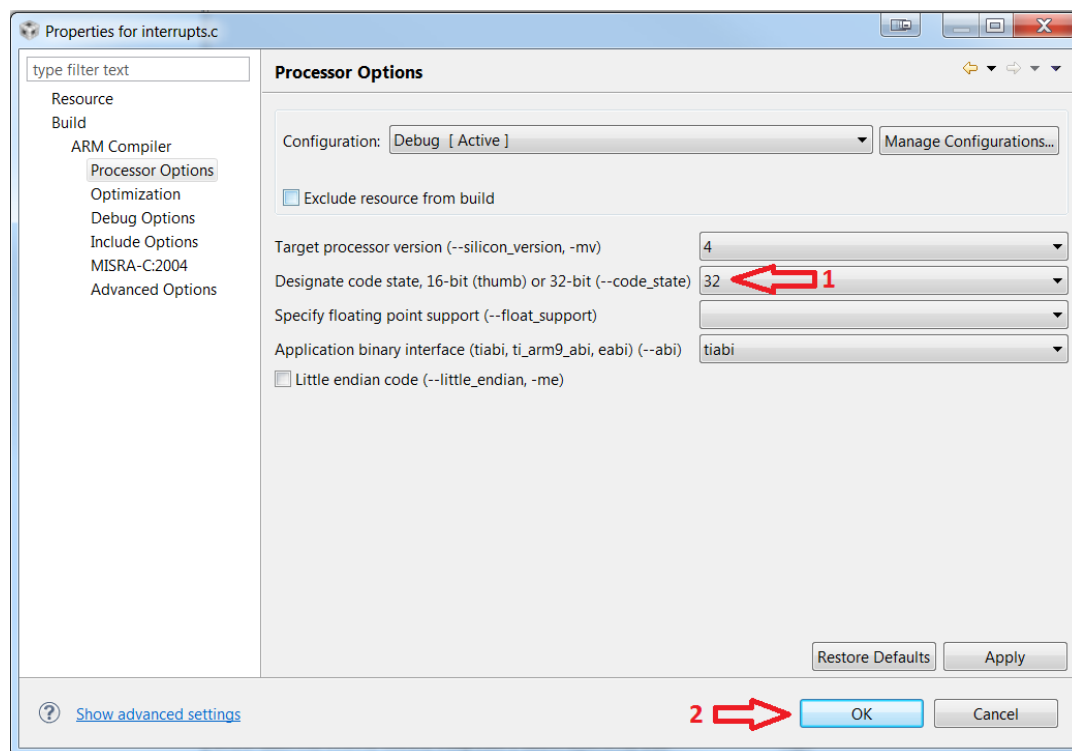 Properties for interrupts.c
type filter text
Resource
Build
ARM Compiler
Processor Options
Optimization
Debug Options
Include Options
MISRA-C:2004
Advanced Options
Processor Options
Configuration: Debug [ Active ] Manage Configurations...
Exclude resource from build
Target processor version (--silicon_version, -mv) 4
Designate code state, 16-bit (thumb) or 32-bit (--code_state) 32 1
Specify floating point support (--float_support)
Application binary interface (tiabi, ti_arm9_abi, eabi) (--abi) tiabi
Little endian code (--little_endian, -me)
Restore Defaults Apply
? Show advanced settings 2 OK Cancel